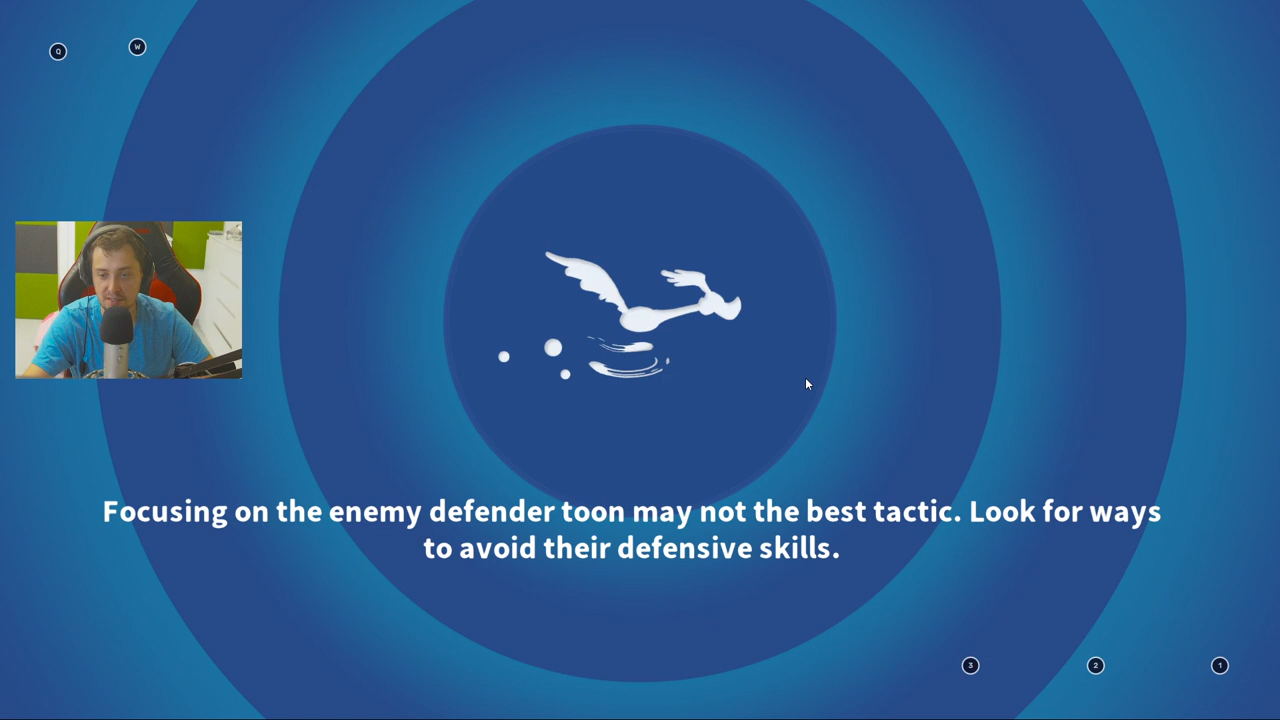 Q
W
Focusing on the enemy defender toon may not the best tactic. Look for ways
to avoid their defensive skills.
3
2
1